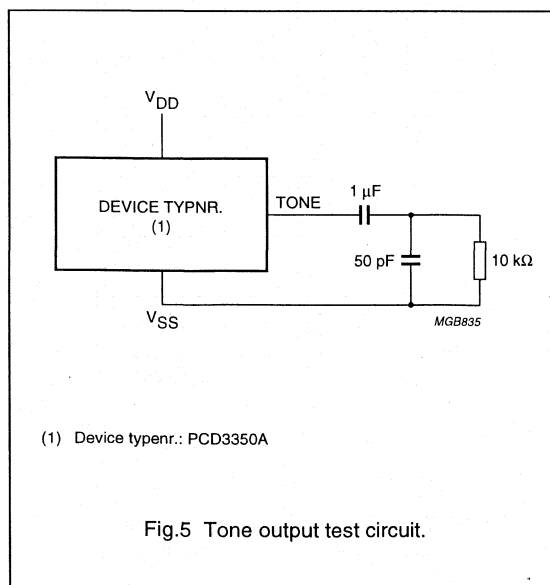 VDD
DEVICE TYPNR.
(1)
TONE
1 µF
50 pF
10 kΩ
VSS
MGB835
(1) Device typenr.: PCD3350A
Fig.5 Tone output test circuit.